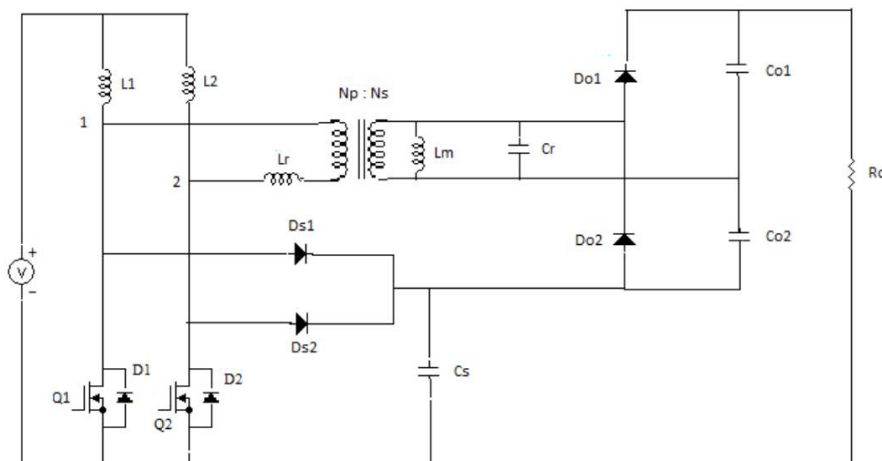 L1
L2
Np : Ns
Do1
Co1
1
Lm
Cr
Lr
2
Ro
Ds1
Do2
Co2
+
V
−
Ds2
Cs
D1
D2
Q1
Q2